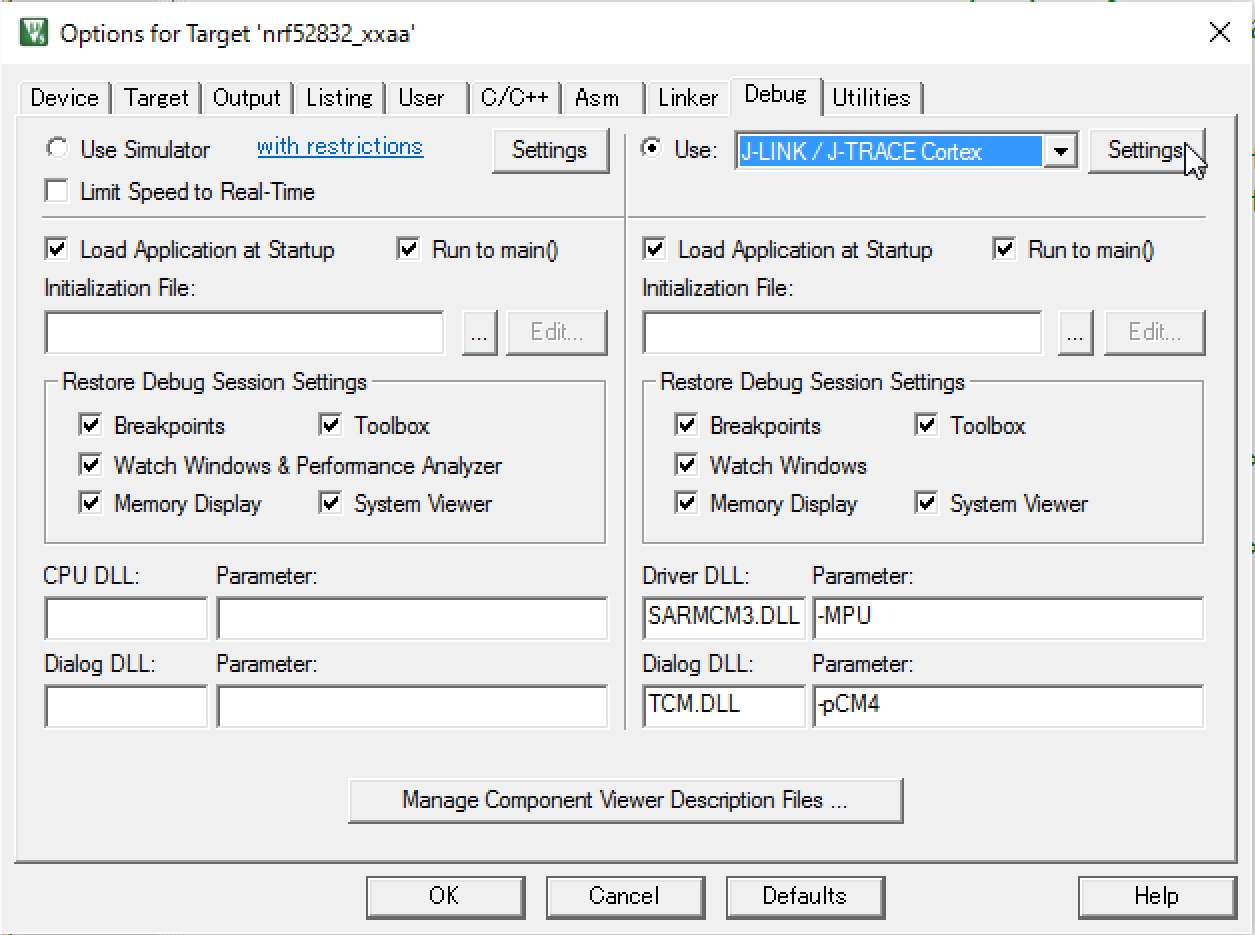 Options for Target 'nrf52832_xxaa'
Device Target Output Listing User C/C++ Asm Linker Debug Utilities
Use Simulator with restrictions Settings Use: J-LINK / J-TRACE Cortex Settings
Limit Speed to Real-Time
Load Application at Startup Run to main() Load Application at Startup Run to main()
Initialization File: Initialization File:
... Edit... ... Edit...
Restore Debug Session Settings Restore Debug Session Settings
Breakpoints Toolbox Breakpoints Toolbox
Watch Windows & Performance Analyzer Watch Windows
Memory Display System Viewer Memory Display System Viewer
CPU DLL: Parameter: Driver DLL: Parameter:
SARMCM3.DLL -MPU
Dialog DLL: Parameter: Dialog DLL: Parameter:
TCM.DLL -pCM4
Manage Component Viewer Description Files ...
OK Cancel Defaults Help